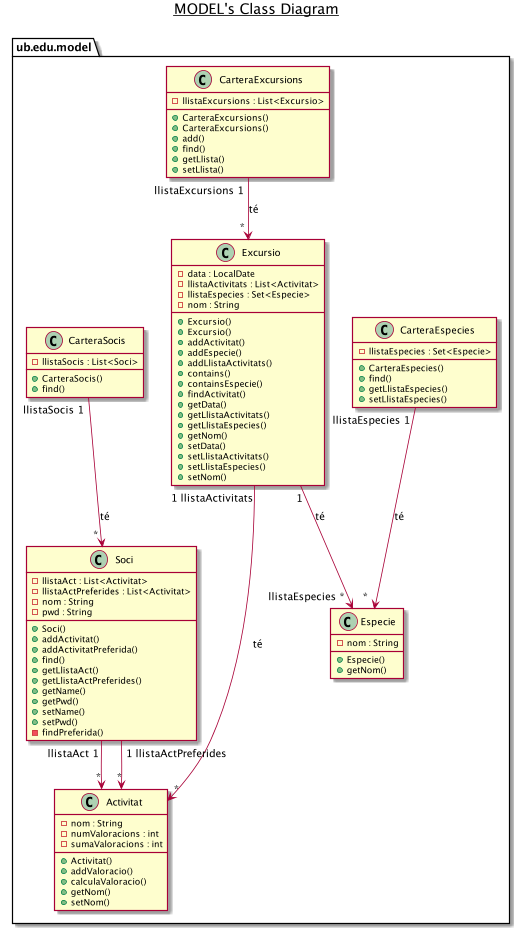 MODEL's Class Diagram
ub.edu.model
C CarteraExcursions
llistaExcursions : List<Excursio>
CarteraExcursions()
CarteraExcursions()
add()
find()
getLlista()
setLlista()
llistaExcursions 1
té
*
C Excursio
data : LocalDate
llistaActivitats : List<Activitat>
llistaEspecies : Set<Especie>
nom : String
Excursio()
Excursio()
addActivitat()
addEspecie()
addLlistaActivitats()
contains()
containsEspecie()
findActivitat()
getData()
getLlistaActivitats()
getLlistaEspecies()
getNom()
setData()
setLlistaActivitats()
setLlistaEspecies()
setNom()
C CarteraSocis
llistaSocis : List<Soci>
CarteraSocis()
find()
C CarteraEspecies
llistaEspecies : Set<Especie>
CarteraEspecies()
find()
getLlistaEspecies()
setLlistaEspecies()
llistaSocis 1
llistaEspecies 1
1 llistaActivitats
1
té
té
té
*
C Soci
llistaAct : List<Activitat>
llistaActPreferides : List<Activitat>
nom : String
pwd : String
Soci()
addActivitat()
addActivitatPreferida()
find()
getLlistaAct()
getLlistaActPreferides()
getName()
getPwd()
setName()
setPwd()
findPreferida()
llistaEspecies *
*
C Especie
nom : String
Especie()
getNom()
té
llistaAct 1
1 llistaActPreferides
*
*
*
C Activitat
nom : String
numValoracions : int
sumaValoracions : int
Activitat()
addValoracio()
calculaValoracio()
getNom()
setNom()